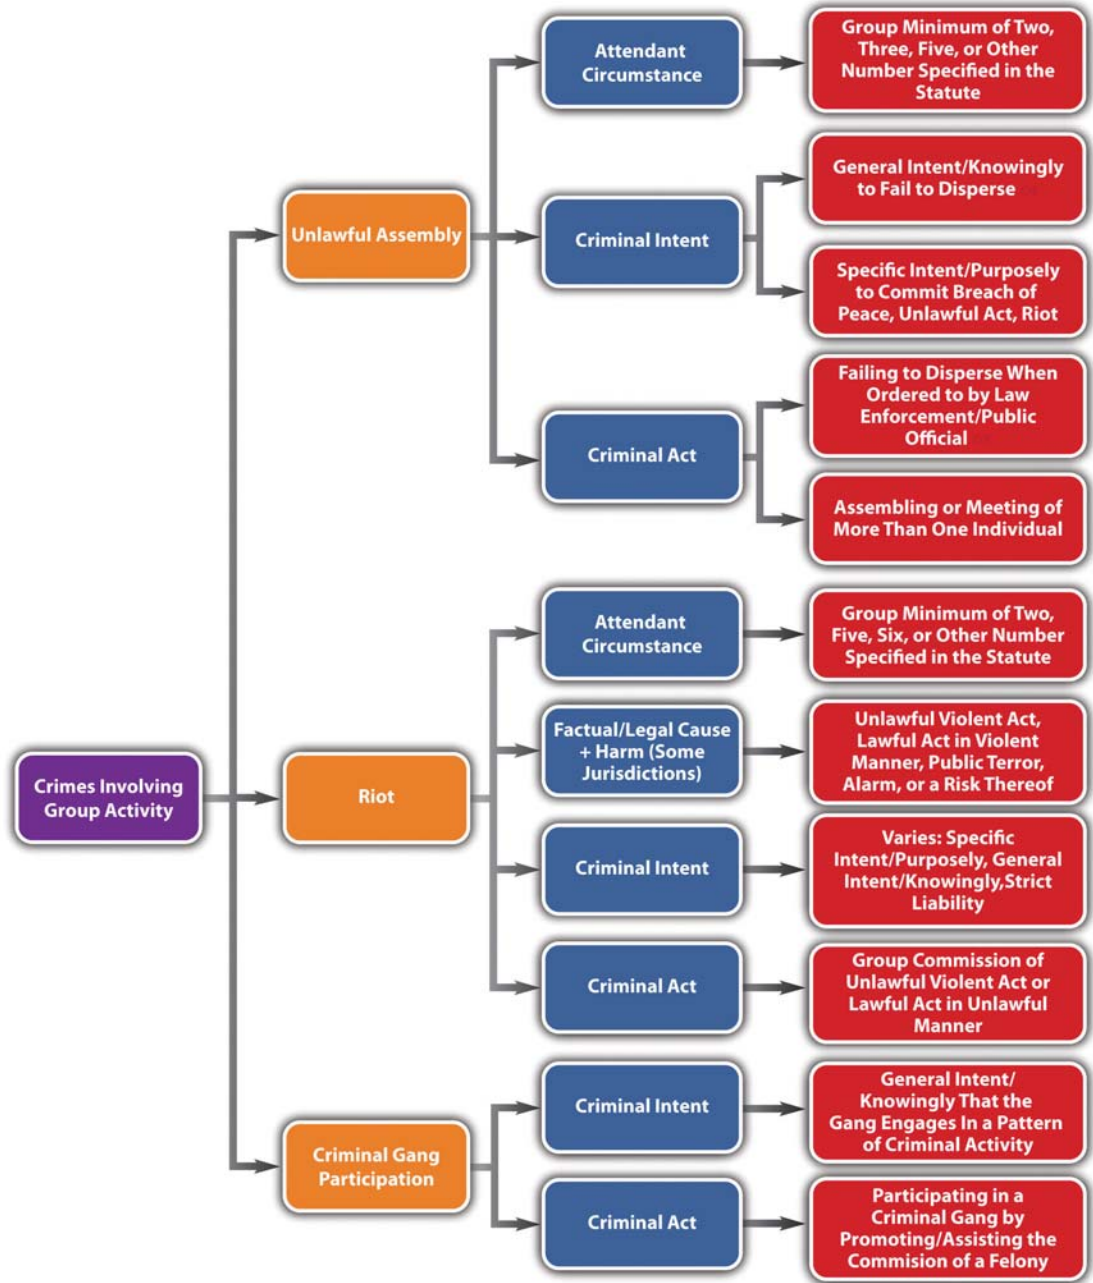 Crimes Involving
Group Activity
Unlawful Assembly
Attendant
Circumstance
Group Minimum of Two,
Three, Five, or Other
Number Specified in the
Statute
Criminal Intent
General Intent/Knowingly
to Fail to Disperse
Specific Intent/Purposely
to Commit Breach of
Peace, Unlawful Act, Riot
Criminal Act
Failing to Disperse When
Ordered to by Law
Enforcement/Public
Official
Assembling or Meeting of
More Than One Individual
Riot
Attendant
Circumstance
Group Minimum of Two,
Five, Six, or Other Number
Specified in the Statute
Factual/Legal Cause
+ Harm (Some
Jurisdictions)
Unlawful Violent Act,
Lawful Act in Violent
Manner, Public Terror,
Alarm, or a Risk Thereof
Criminal Intent
Varies: Specific
Intent/Purposely, General
Intent/Knowingly,Strict
Liability
Criminal Act
Group Commission of
Unlawful Violent Act or
Lawful Act in Unlawful
Manner
Criminal Gang
Participation
Criminal Intent
General Intent/
Knowingly That the
Gang Engages In a Pattern
of Criminal Activity
Criminal Act
Participating in a
Criminal Gang by
Promoting/Assisting the
Commision of a Felony